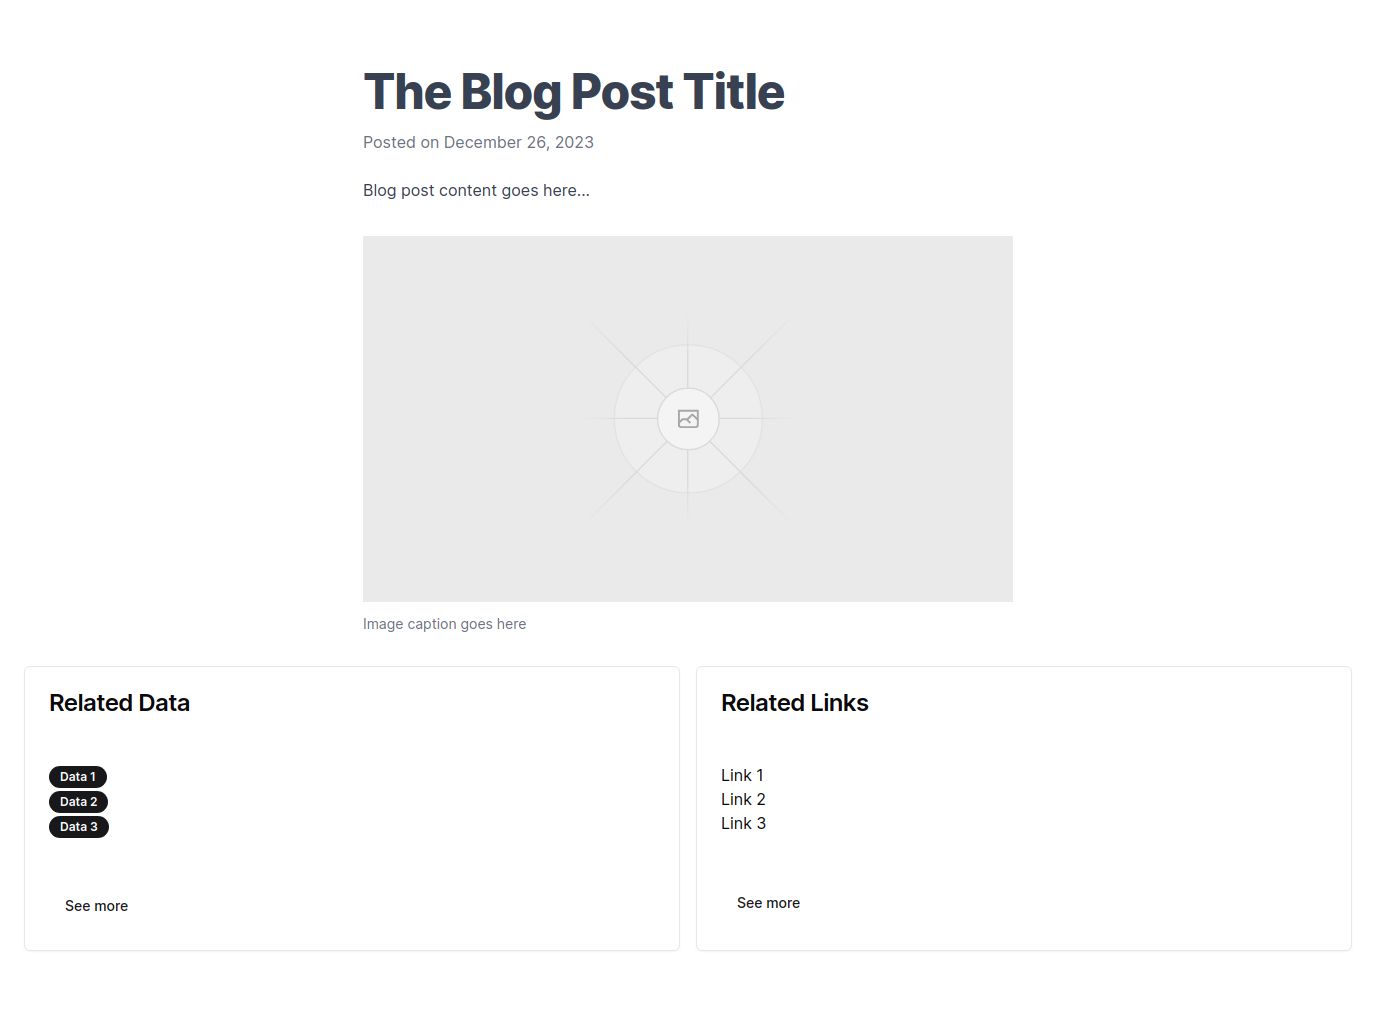 The Blog Post Title
Posted on December 26, 2023
Blog post content goes here...
Image caption goes here
Related Data
Data 1
Data 2
Data 3
See more
Related Links
Link 1
Link 2
Link 3
See more